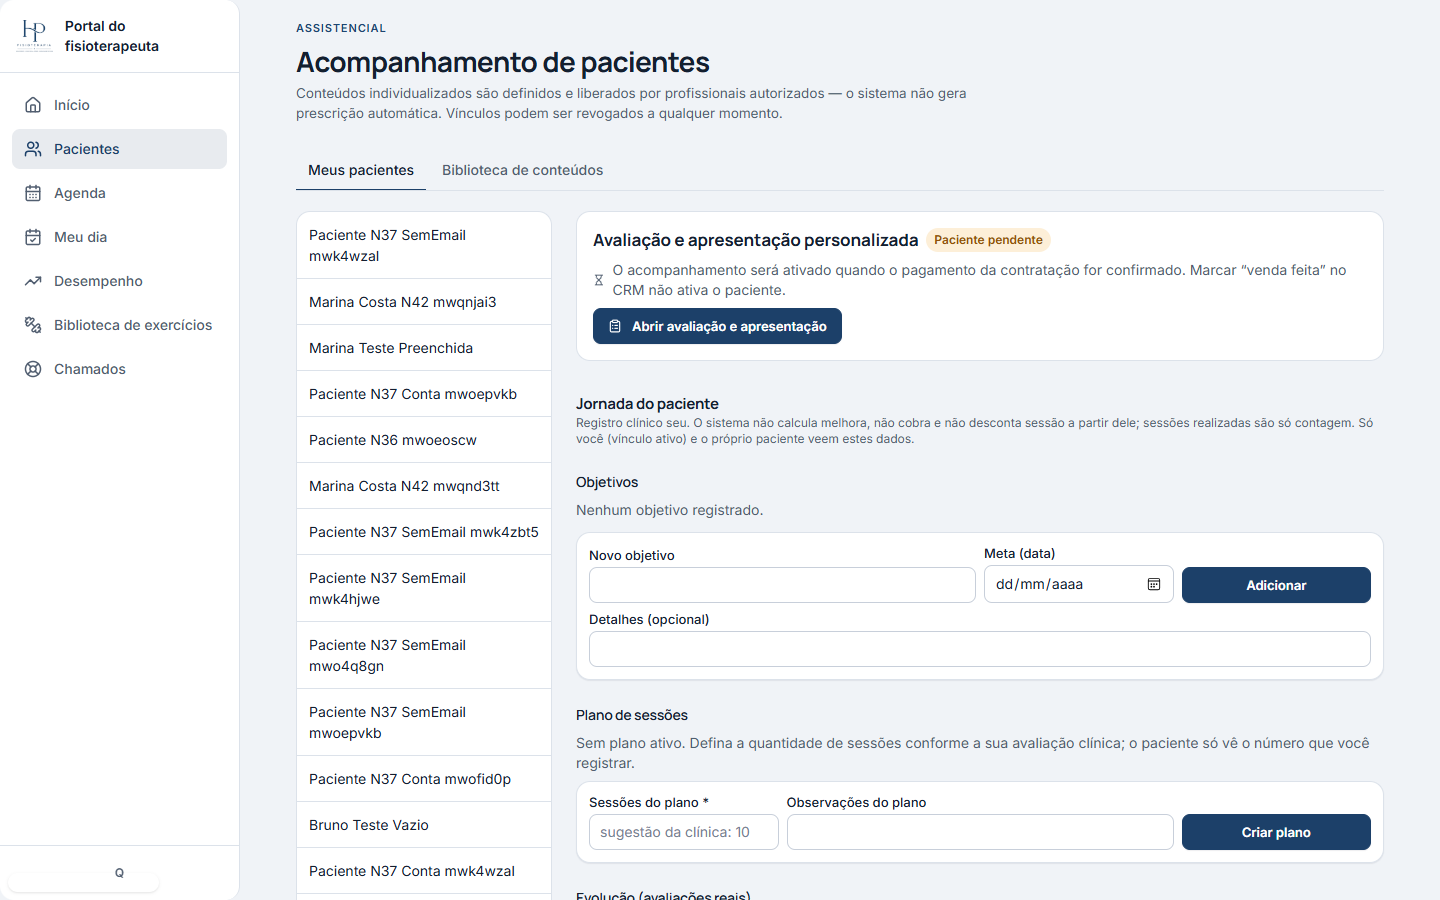 hp
FISIOTERAPIA
Portal do
fisioterapeuta
Início
Pacientes
Agenda
Meu dia
Desempenho
Biblioteca de exercícios
Chamados
Q
ASSISTENCIAL
Acompanhamento de pacientes
Conteúdos individualizados são definidos e liberados por profissionais autorizados — o sistema não gera
prescrição automática. Vínculos podem ser revogados a qualquer momento.
Meus pacientes
Biblioteca de conteúdos
Paciente N37 SemEmail
mwk4wzal
Marina Costa N42 mwqnjai3
Marina Teste Preenchida
Paciente N37 Conta mwoepvkb
Paciente N36 mwoeoscw
Marina Costa N42 mwqnd3tt
Paciente N37 SemEmail mwk4zbt5
Paciente N37 SemEmail
mwk4hjwe
Paciente N37 SemEmail
mwo4q8gn
Paciente N37 SemEmail
mwoepvkb
Paciente N37 Conta mwofid0p
Bruno Teste Vazio
Paciente N37 Conta mwk4wzal
Avaliação e apresentação personalizada
Paciente pendente
O acompanhamento será ativado quando o pagamento da contratação for confirmado. Marcar “venda feita” no
CRM não ativa o paciente.
Abrir avaliação e apresentação
Jornada do paciente
Registro clínico seu. O sistema não calcula melhora, não cobra e não desconta sessão a partir dele; sessões realizadas são só contagem. Só
você (vínculo ativo) e o próprio paciente veem estes dados.
Objetivos
Nenhum objetivo registrado.
Novo objetivo
Meta (data)
dd/mm/aaaa
Adicionar
Detalhes (opcional)
Plano de sessões
Sem plano ativo. Defina a quantidade de sessões conforme a sua avaliação clínica; o paciente só vê o número que você
registrar.
Sessões do plano *
Observações do plano
sugestão da clínica: 10
Criar plano
Evolução (avaliações reais)